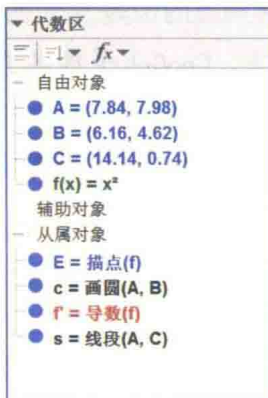 代数区
fx
自由对象
A = (7.84, 7.98)
B = (6.16, 4.62)
C = (14.14, 0.74)
f(x) = x²
辅助对象
从属对象
E = 描点(f)
c = 画圆(A, B)
f' = 导数(f)
s = 线段(A, C)